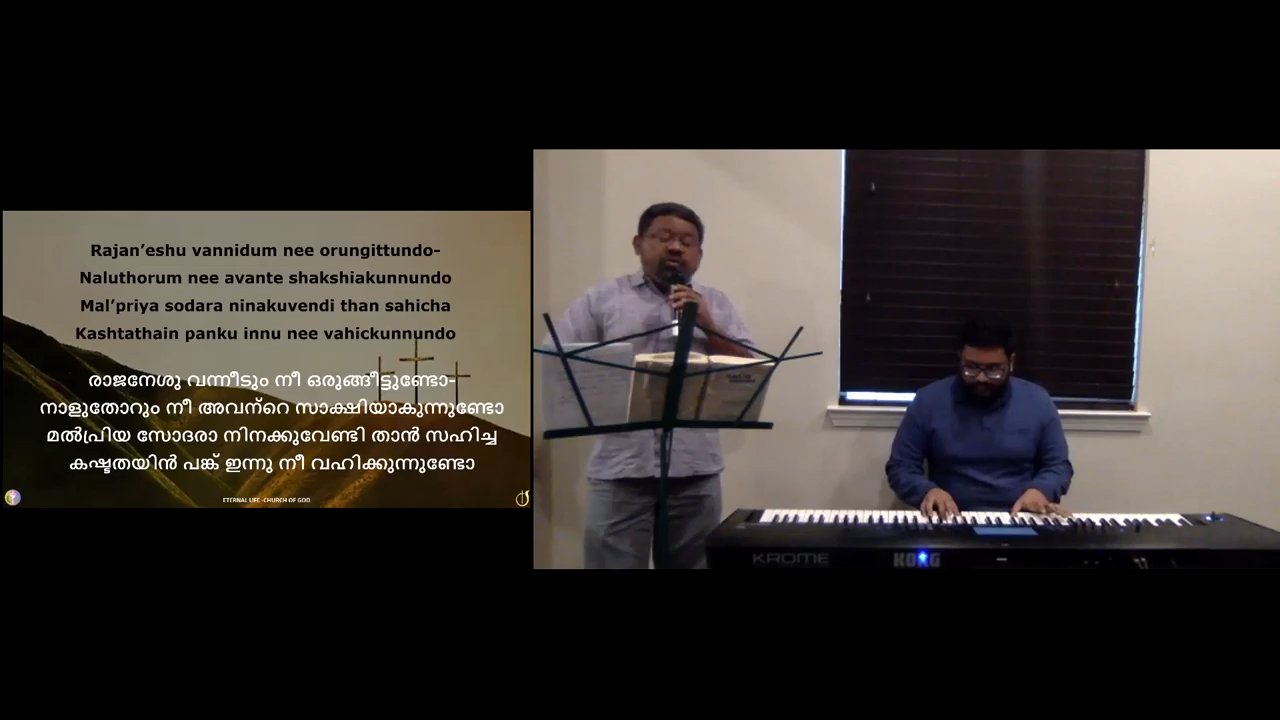 Rajan’eshu vannidum nee orungittundo-
Naluthorum nee avante shakshiakunnundo
Mal’priya sodara ninakuvendi than sahicha
Kashtathain panku innu nee vahickunnundo
രാജനേശു വന്നീടും നീ ഒരുങ്ങീട്ടുണ്ടോ-
നാളുതോറും നീ അവന്റെ സാക്ഷിയാകുന്നുണ്ടോ
മൽപ്രിയ സോദരാ നിനക്കുവേണ്ടി താൻ സഹിച്ച
കഷ്ടതയിൻ പങ്ക് ഇന്നു നീ വഹിക്കുന്നുണ്ടോ
ETERNAL LIFE -CHURCH OF GOD
KROME
KORG